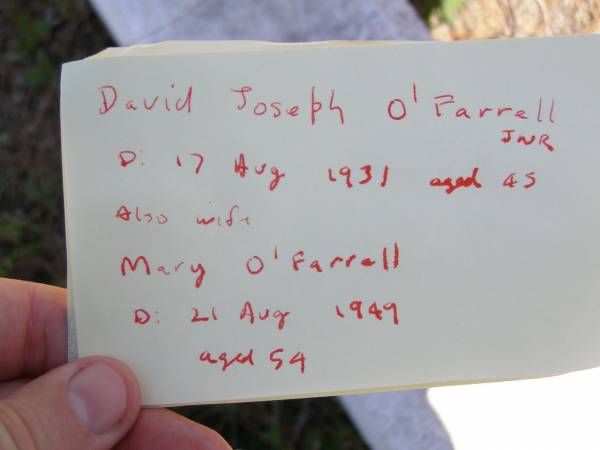 David Joseph O'Farrell
JNR
D: 17 Aug 1931 aged 45
Also wife
Mary O'Farrell
D: 21 Aug 1949
aged 54